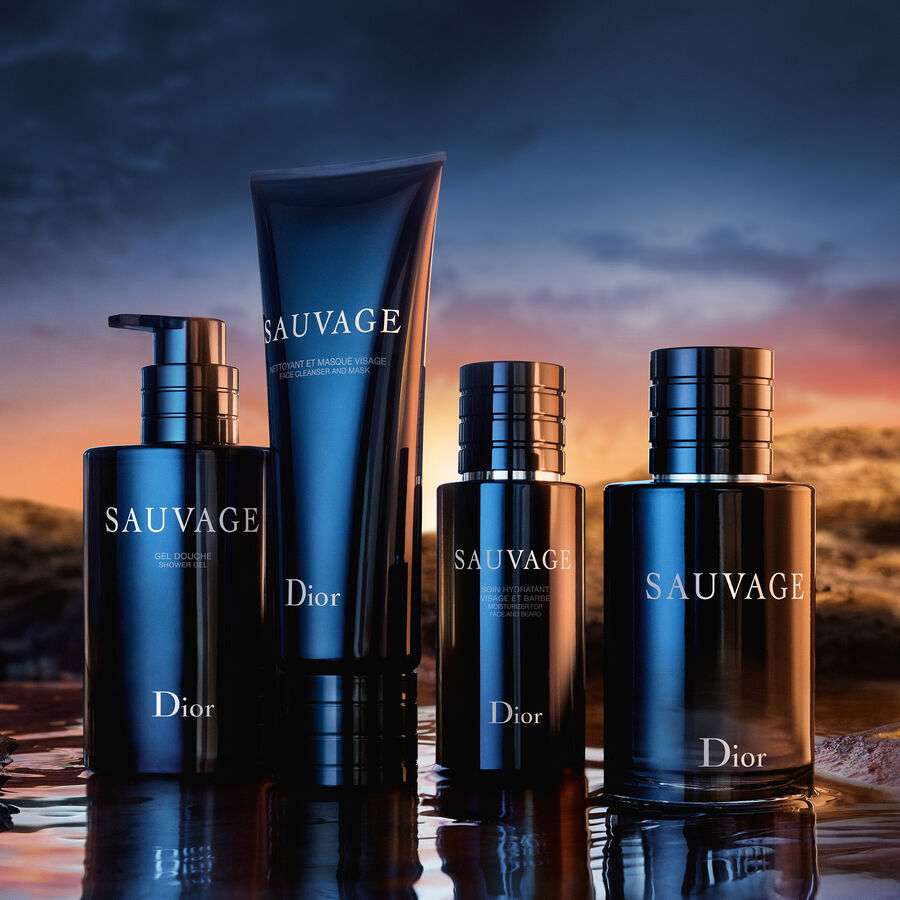 SAUVAGE
GEL DOUCHE
SHOWER GEL
Dior
SAUVAGE
NETTOYANT ET MASQUE VISAGE
FACE CLEANSER AND MASK
Dior
SAUVAGE
SOIN HYDRATANT
VISAGE ET BARBE
MOISTURIZER FOR
FACE AND BEARD
Dior
SAUVAGE
Dior